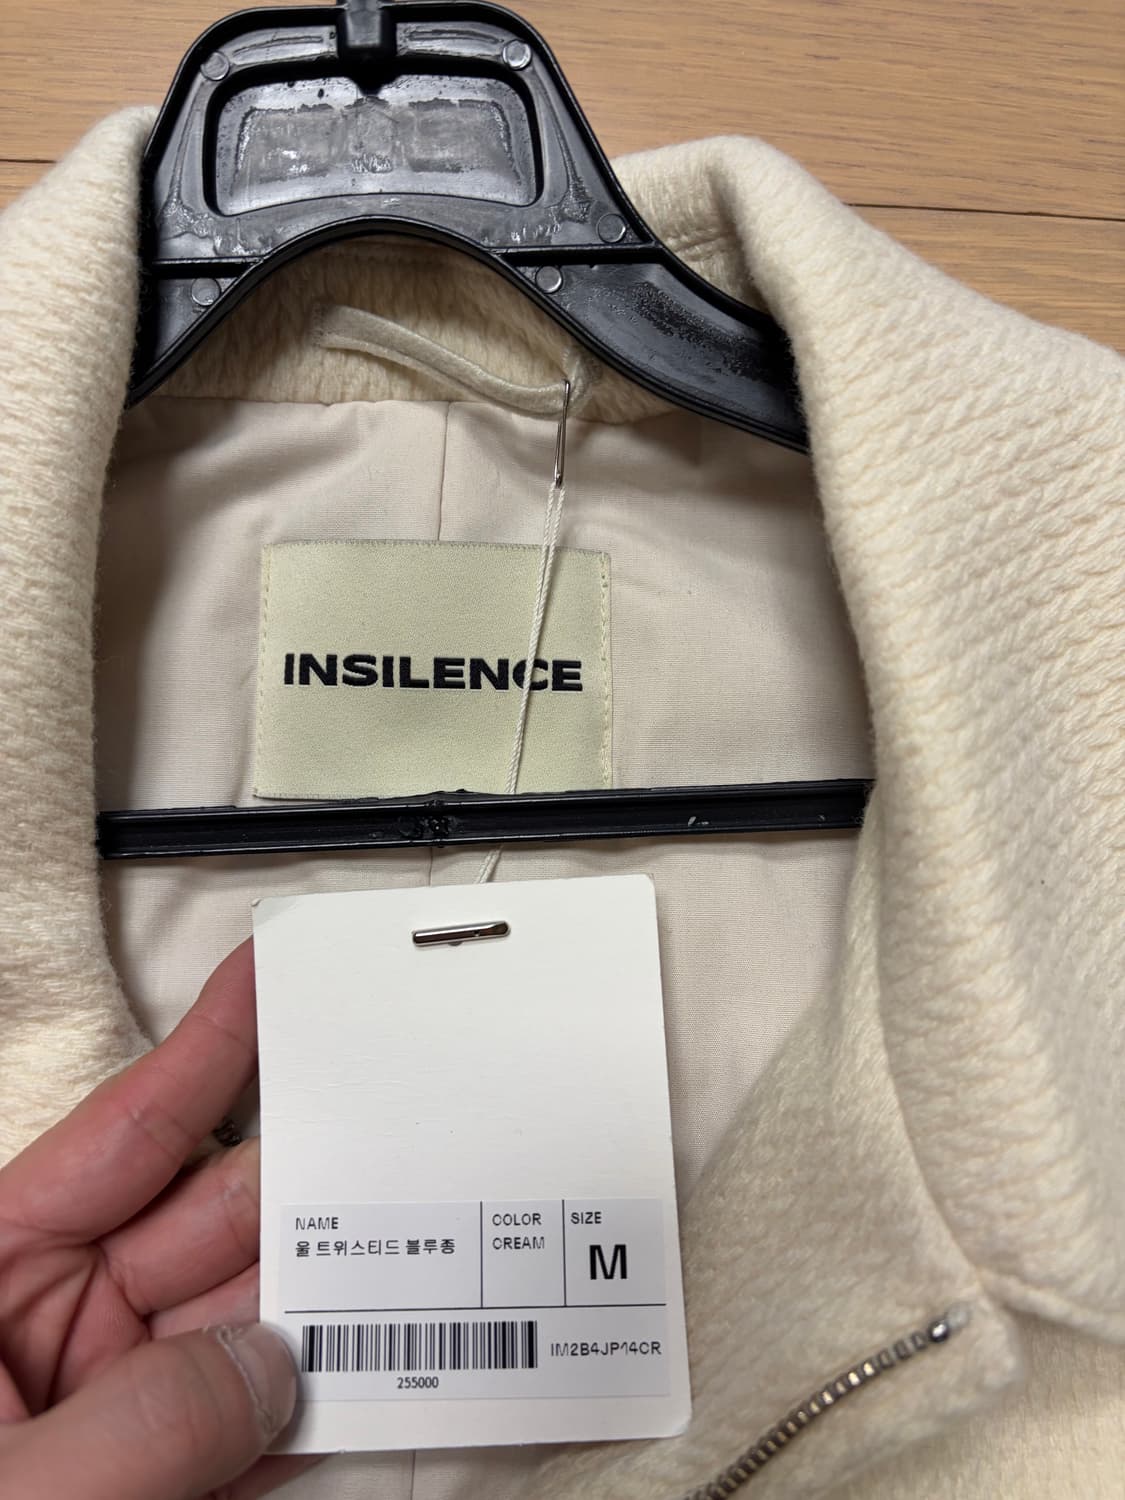 INSILENCE
NAME
울 트위스티드 블루종
COLOR
CREAM
SIZE
M
IM2B4JP14CR
255000